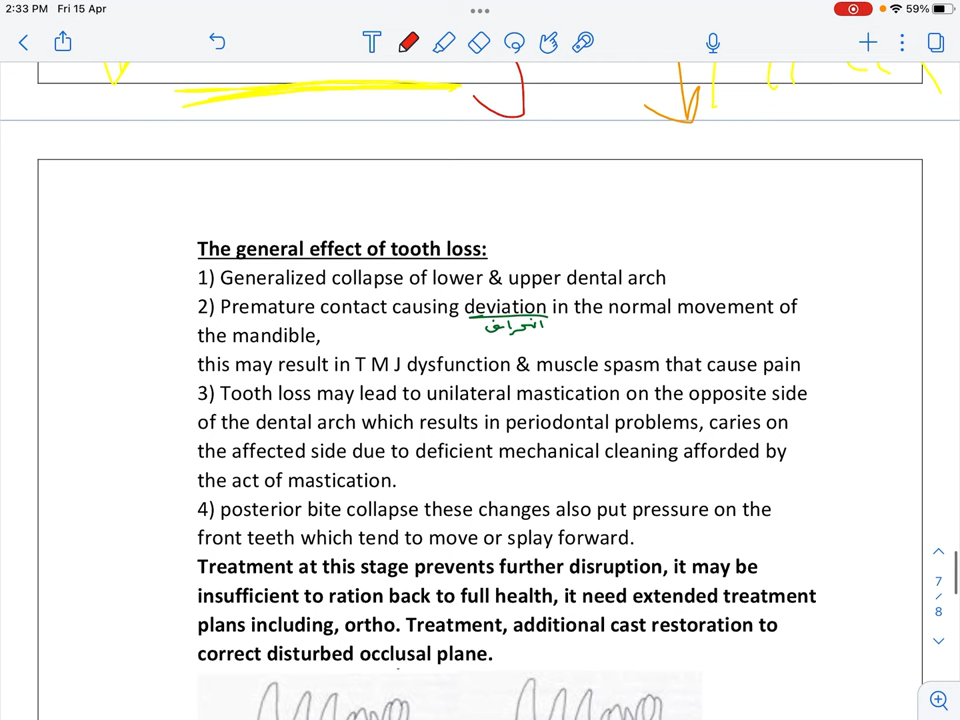 2:33 PM Fri 15 Apr
59%
T
The general effect of tooth loss:
1) Generalized collapse of lower & upper dental arch
2) Premature contact causing deviation in the normal movement of
انحراف
the mandible,
this may result in T M J dysfunction & muscle spasm that cause pain
3) Tooth loss may lead to unilateral mastication on the opposite side
of the dental arch which results in periodontal problems, caries on
the affected side due to deficient mechanical cleaning afforded by
the act of mastication.
4) posterior bite collapse these changes also put pressure on the
front teeth which tend to move or splay forward.
Treatment at this stage prevents further disruption, it may be
insufficient to ration back to full health, it need extended treatment
plans including, ortho. Treatment, additional cast restoration to
correct disturbed occlusal plane.
7
/
8